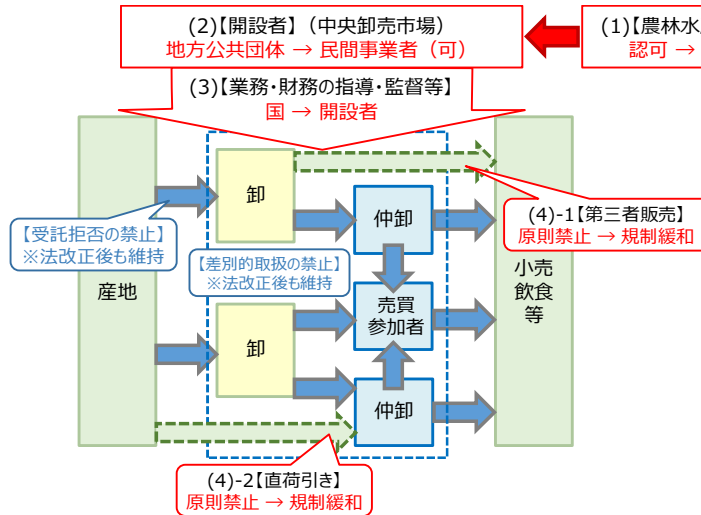 (2)【開設者】(中央卸売市場)
地方公共団体 → 民間事業者(可)
(1)【農林水
認可 →
(3)【業務・財務の指導・監督等】
国 → 開設者
卸
仲卸
(4)-1【第三者販売】
原則禁止 → 規制緩和
【受託拒否の禁止】
※法改正後も維持
【差別的取扱の禁止】
※法改正後も維持
産地
小売
飲食
等
売買
参加者
卸
仲卸
(4)-2【直荷引き】
原則禁止 → 規制緩和